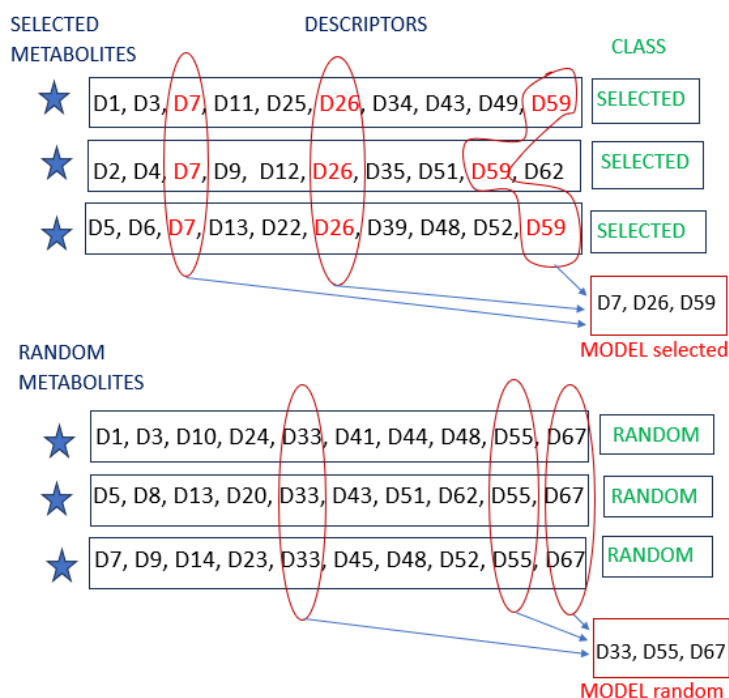 SELECTED METABOLITES
DESCRIPTORS
CLASS
D1, D3, D7, D11, D25, D26, D34, D43, D49, D59
SELECTED
D2, D4, D7, D9, D12, D26, D35, D51, D59, D62
SELECTED
D5, D6, D7, D13, D22, D26, D39, D48, D52, D59
SELECTED
D7, D26, D59
MODEL selected
RANDOM
METABOLITES
D1, D3, D10, D24, D33, D41, D44, D48, D55, D67
RANDOM
D5, D8, D13, D20, D33, D43, D51, D62, D55, D67
RANDOM
D7, D9, D14, D23, D33, D45, D48, D52, D55, D67
RANDOM
D33, D55, D67
MODEL random